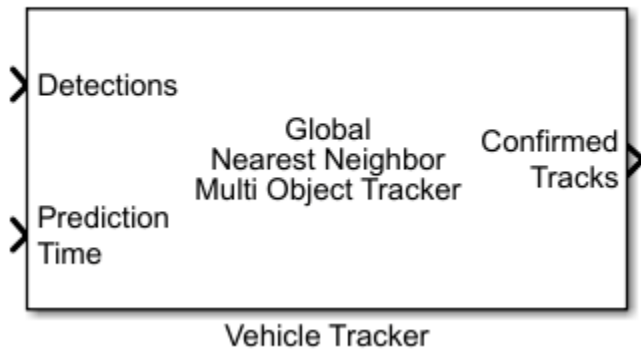 Detections
Prediction
Time
Global
Nearest Neighbor
Multi Object Tracker
Confirmed
Tracks
Vehicle Tracker